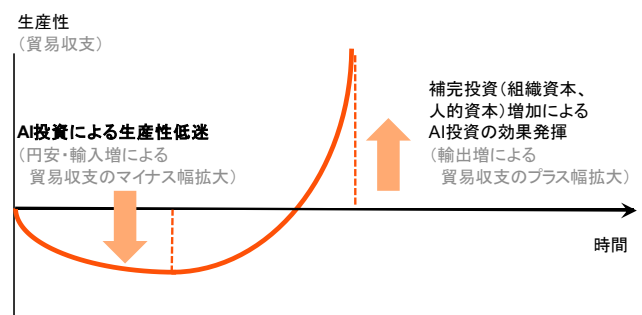 生産性
（貿易収支）
AI投資による生産性低迷
（円安・輸入増による
貿易収支のマイナス幅拡大）
補完投資（組織資本、
人的資本）増加による
AI投資の効果発揮
（輸出増による
貿易収支のプラス幅拡大）
時間